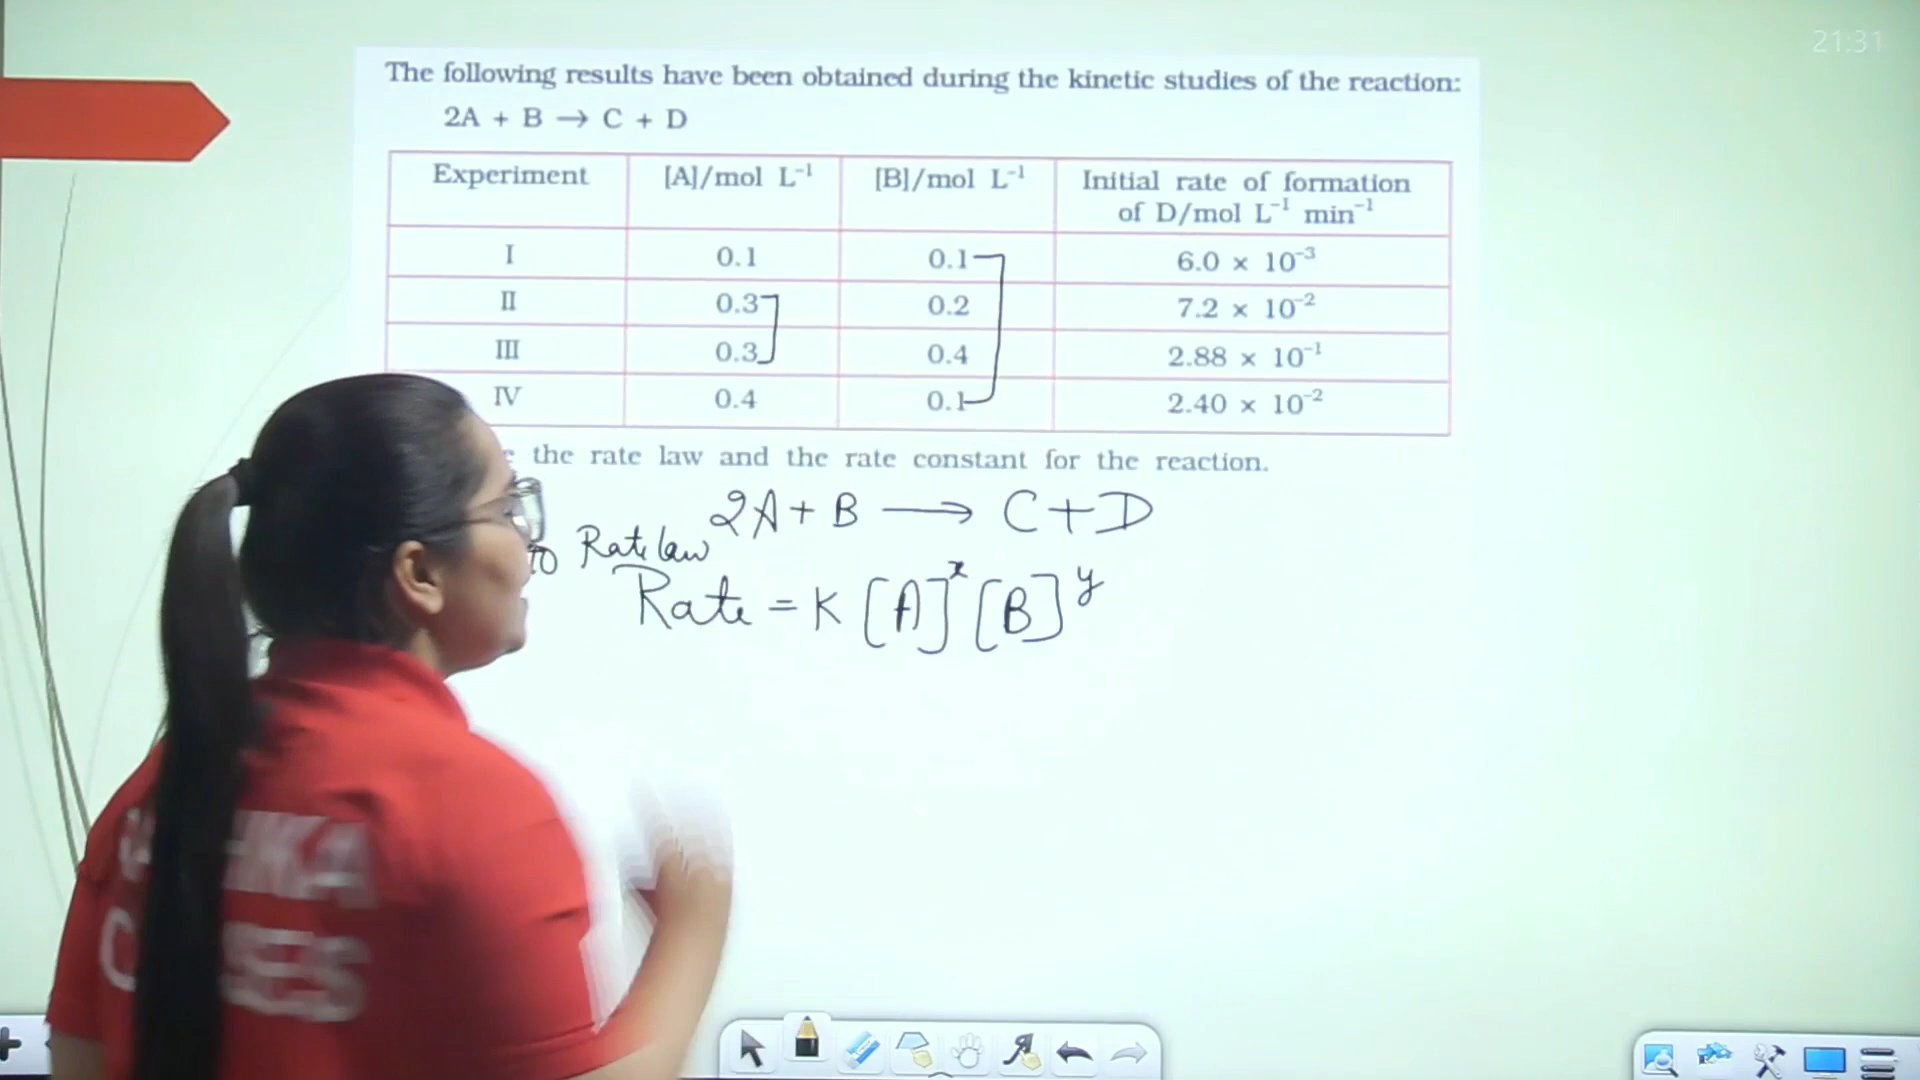 21:31
The following results have been obtained during the kinetic studies of the reaction:
2A + B → C + D
Experiment [A]/mol L⁻¹ [B]/mol L⁻¹ Initial rate of formation of D/mol L⁻¹ min⁻¹
I 0.1 0.1 6.0 × 10⁻³
II 0.3 0.2 7.2 × 10⁻²
III 0.3 0.4 2.88 × 10⁻¹
IV 0.4 0.1 2.40 × 10⁻²
the rate law and the rate constant for the reaction.
2A + B → C + D
to Rate law
Rate = K [A]ˣ [B]ʸ